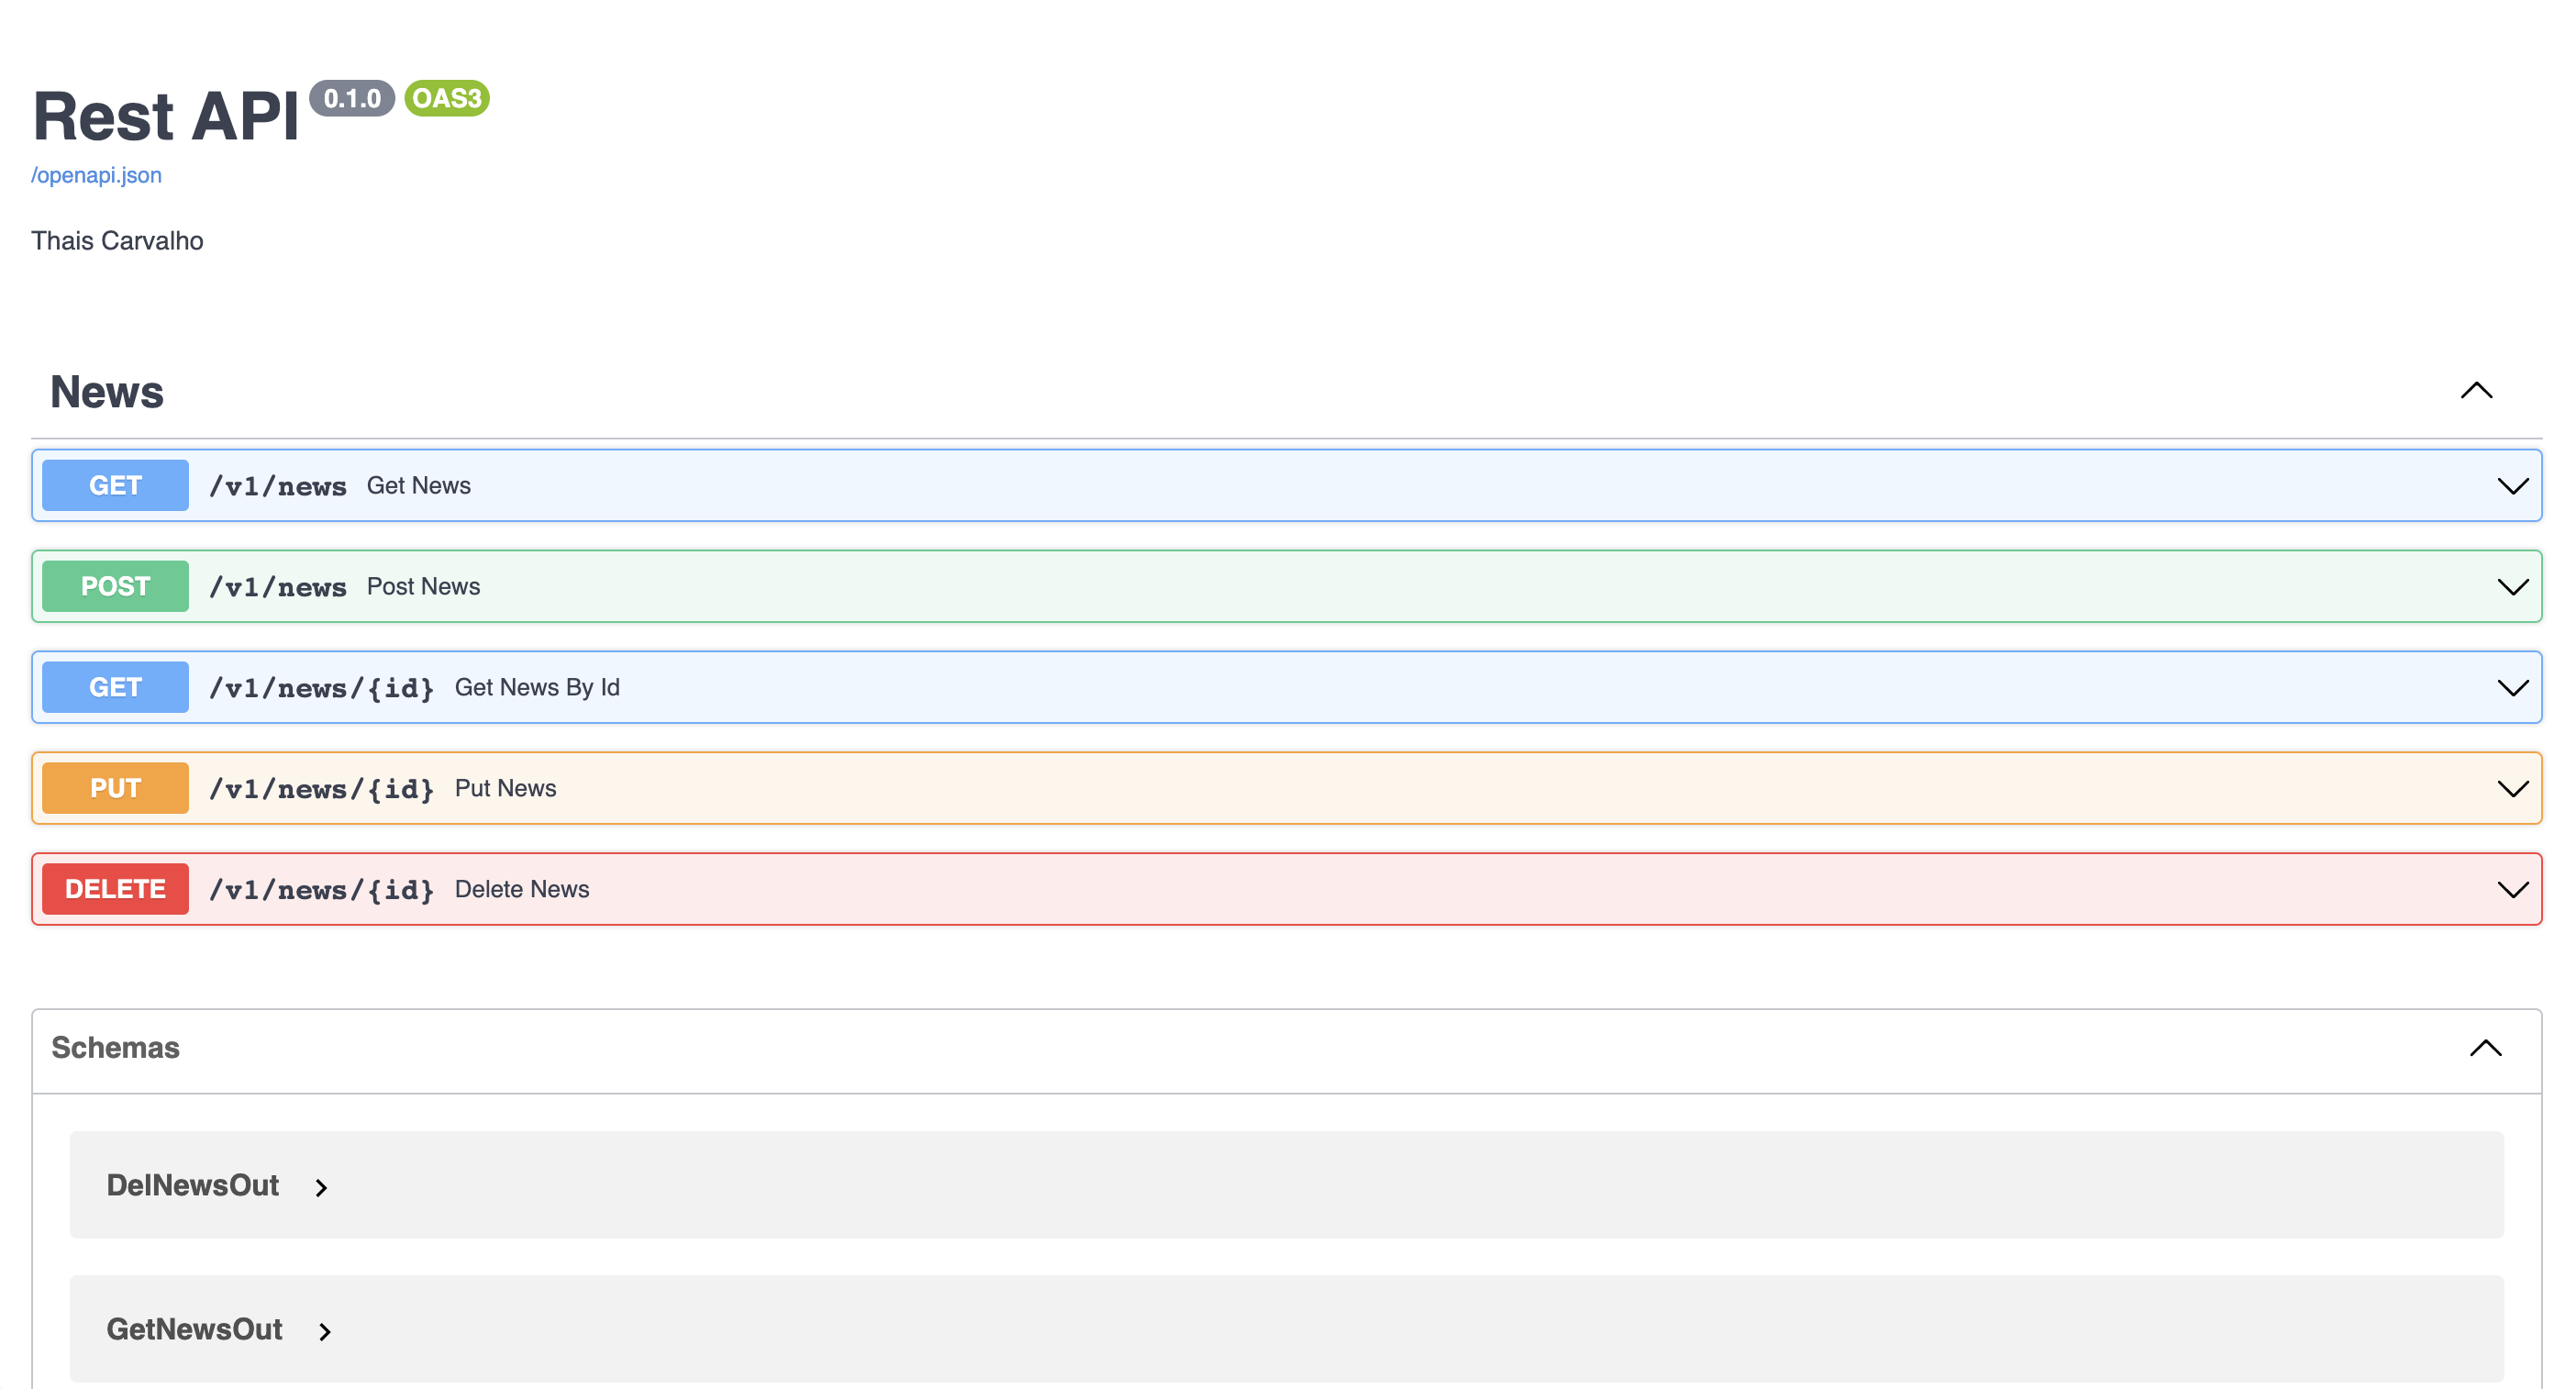 Rest API 0.1.0 OAS3
/openapi.json
Thais Carvalho
News
GET /v1/news Get News
POST /v1/news Post News
GET /v1/news/{id} Get News By Id
PUT /v1/news/{id} Put News
DELETE /v1/news/{id} Delete News
Schemas
DelNewsOut
GetNewsOut